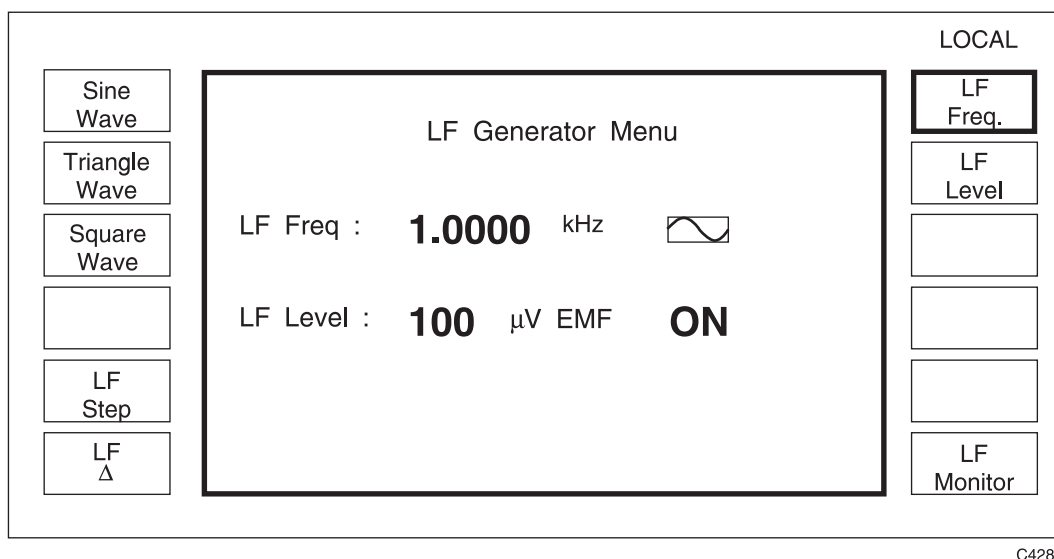 LOCAL
Sine
Wave
Triangle
Wave
Square
Wave
LF
Step
LF
Δ
LF Generator Menu
LF Freq : 1.0000 kHz
LF Level : 100 μV EMF ON
LF
Freq.
LF
Level
LF
Monitor
C428